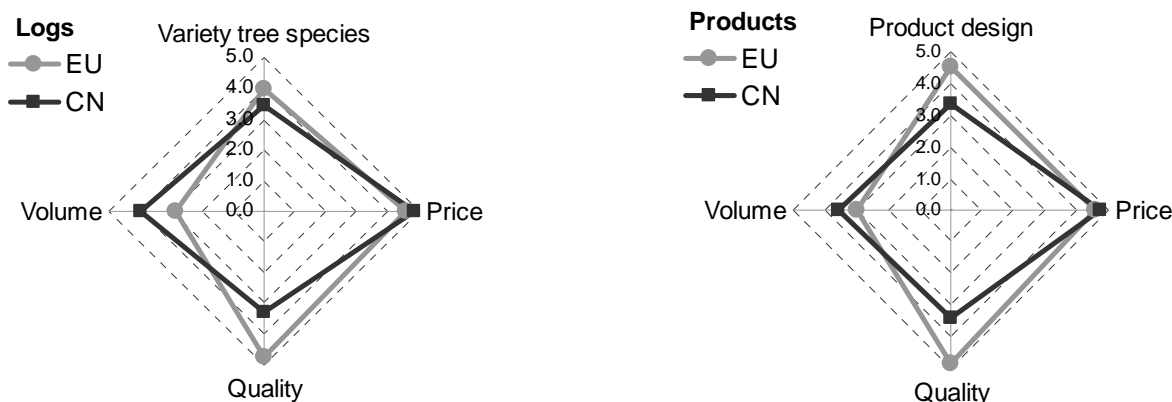 Logs
EU
CN
Variety tree species
5.0
4.0
3.0
2.0
1.0
0.0
Volume
Price
Quality
Products
EU
CN
Product design
5.0
4.0
3.0
2.0
1.0
0.0
Volume
Price
Quality